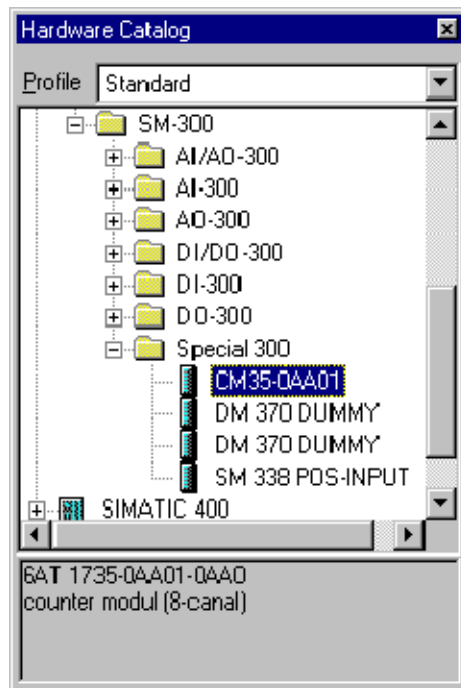 Hardware Catalog
Profile Standard
SM-300
AI/AO-300
AI-300
AO-300
DI/DO-300
DI-300
DO-300
Special 300
CM35-0AA01
DM 370 DUMMY
DM 370 DUMMY
SM 338 POS-INPUT
SIMATIC 400
6AT 1735-0AA01-0AA0
counter modul (8-canal)